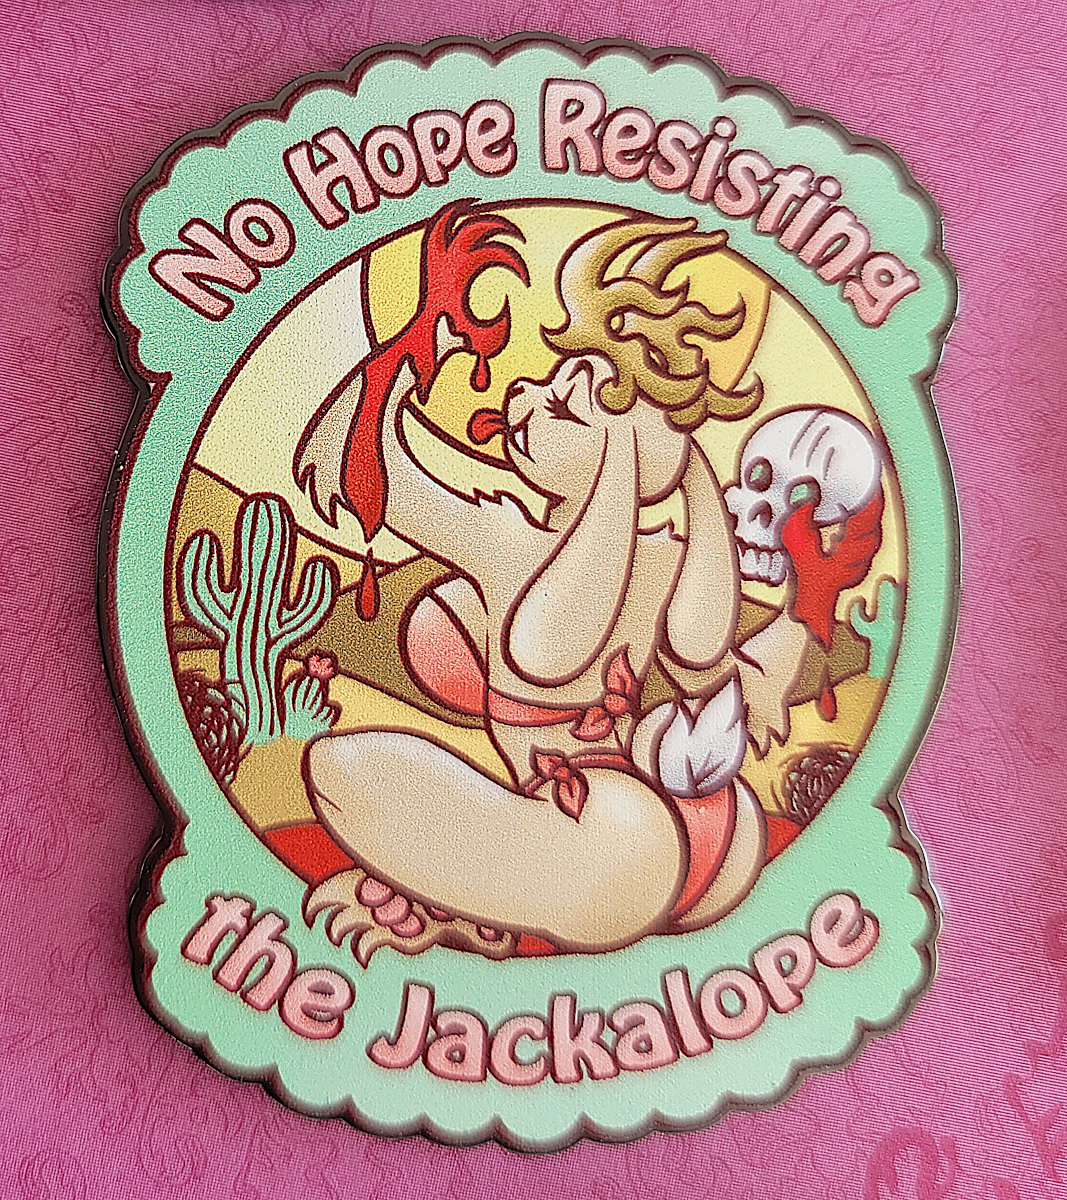 No Hope Resisting
the Jackalope